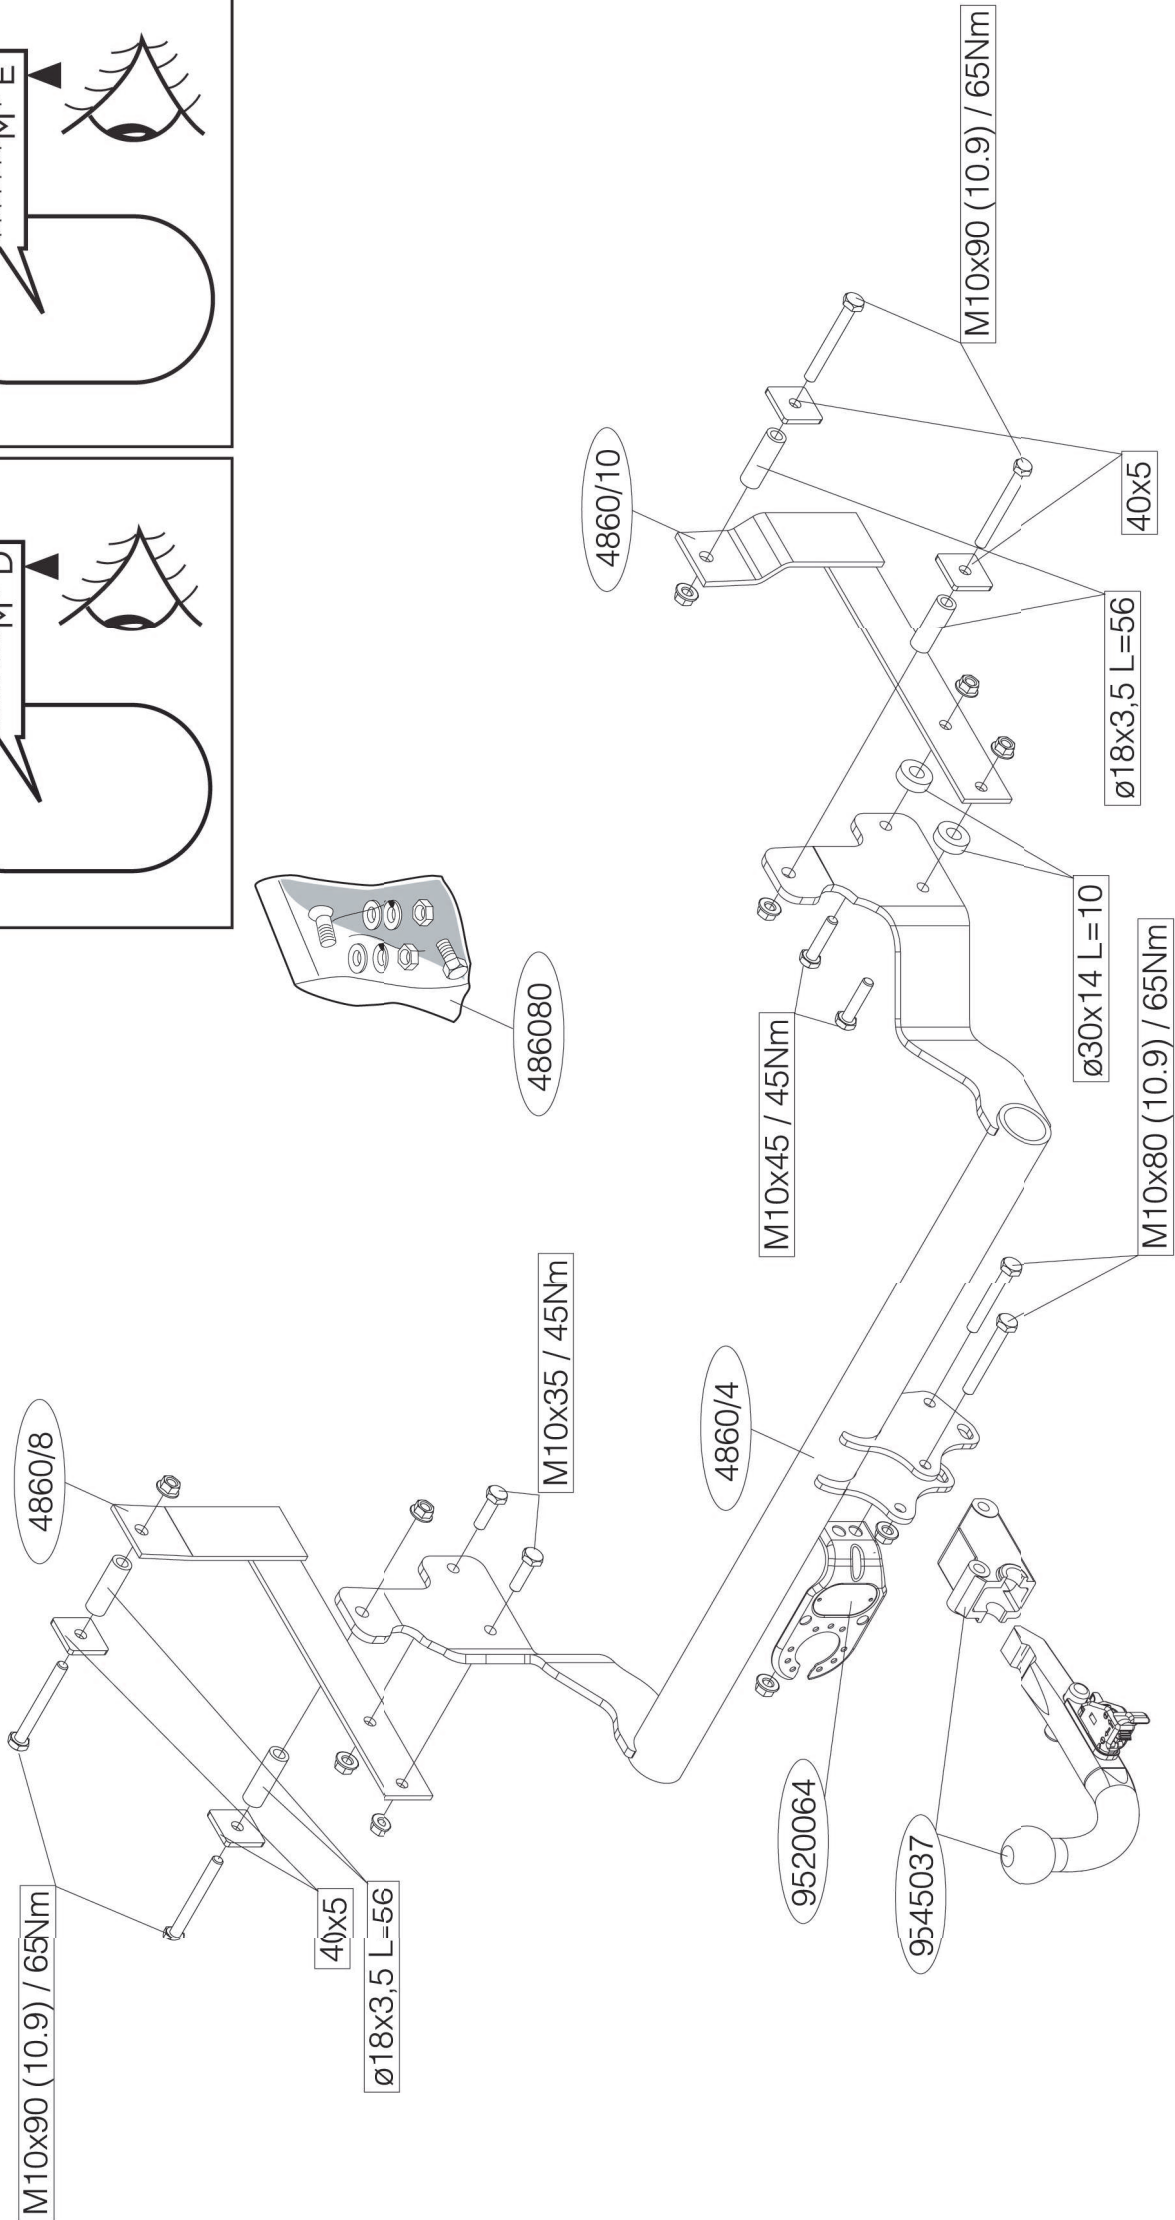 M10x90 (10.9) / 65Nm
4860/8
40x5
ø18x3,5 L=56
M10x35 / 45Nm
486080
4860/10
4860/4
M10x45 / 45Nm
9520064
9545037
M10x90 (10.9) / 65Nm
ø30x14 L=10
ø18x3,5 L=56
40x5
M10x80 (10.9) / 65Nm